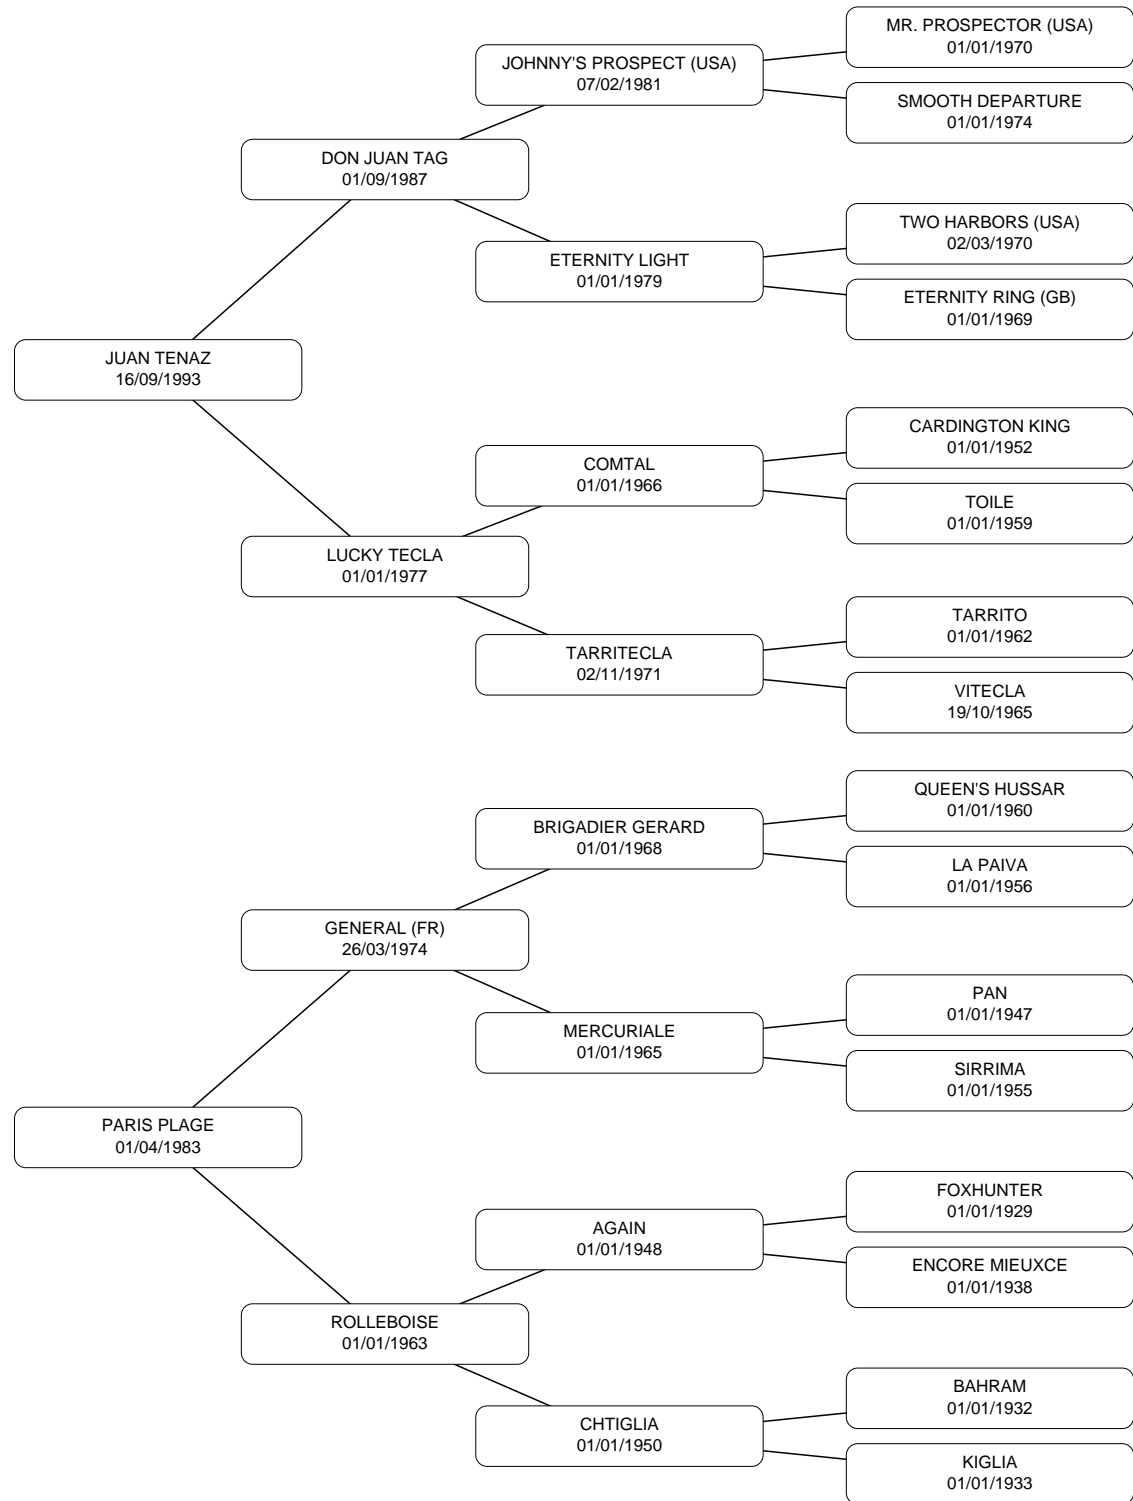 MR. PROSPECTOR (USA)
01/01/1970
JOHNNY'S PROSPECT (USA)
07/02/1981
SMOOTH DEPARTURE
01/01/1974
DON JUAN TAG
01/09/1987
TWO HARBORS (USA)
02/03/1970
ETERNITY LIGHT
01/01/1979
ETERNITY RING (GB)
01/01/1969
JUAN TENAZ
16/09/1993
CARDINGTON KING
01/01/1952
COMTAL
01/01/1966
TOILE
01/01/1959
LUCKY TECLA
01/01/1977
TARRITO
01/01/1962
TARRITECLA
02/11/1971
VITECLA
19/10/1965
QUEEN'S HUSSAR
01/01/1960
BRIGADIER GERARD
01/01/1968
LA PAIVA
01/01/1956
GENERAL (FR)
26/03/1974
PAN
01/01/1947
MERCURIALE
01/01/1965
SIRRIMA
01/01/1955
PARIS PLAGE
01/04/1983
FOXHUNTER
01/01/1929
AGAIN
01/01/1948
ENCORE MIEUXCE
01/01/1938
ROLLEBOISE
01/01/1963
BAHRAM
01/01/1932
CHTIGLIA
01/01/1950
KIGLIA
01/01/1933